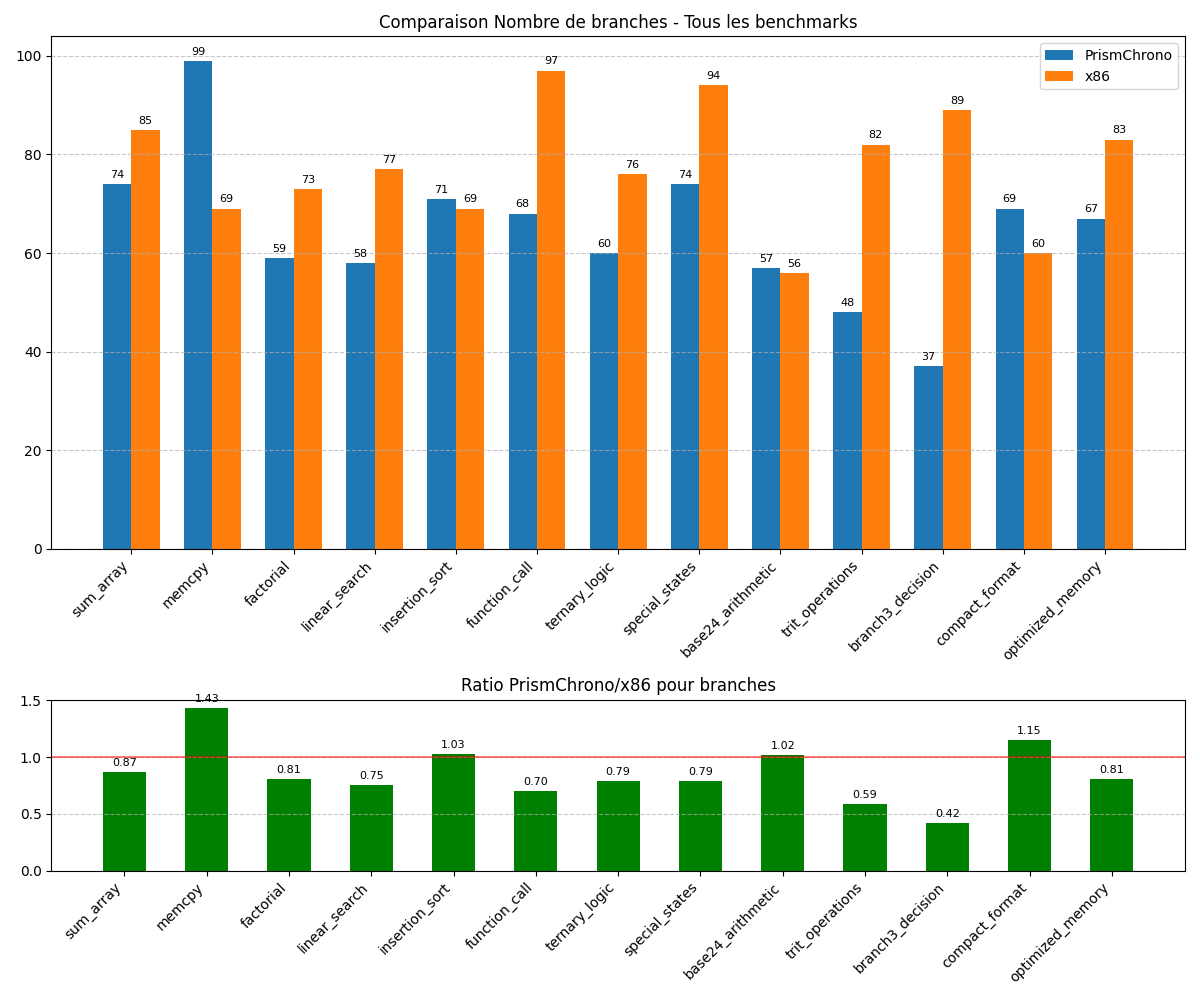 Comparaison Nombre de branches - Tous les benchmarks
PrismChrono
x86
100
80
60
40
20
0
74
85
99
69
59
73
58
77
71
69
68
97
60
76
74
94
57
56
48
82
37
89
69
60
67
83
sum_array
memcpy
factorial
linear_search
insertion_sort
function_call
ternary_logic
special_states
base24_arithmetic
trit_operations
branch3_decision
compact_format
optimized_memory
Ratio PrismChrono/x86 pour branches
1.5
1.0
0.5
0.0
0.87
1.43
0.81
0.75
1.03
0.70
0.79
0.79
1.02
0.59
0.42
1.15
0.81
sum_array
memcpy
factorial
linear_search
insertion_sort
function_call
ternary_logic
special_states
base24_arithmetic
trit_operations
branch3_decision
compact_format
optimized_memory